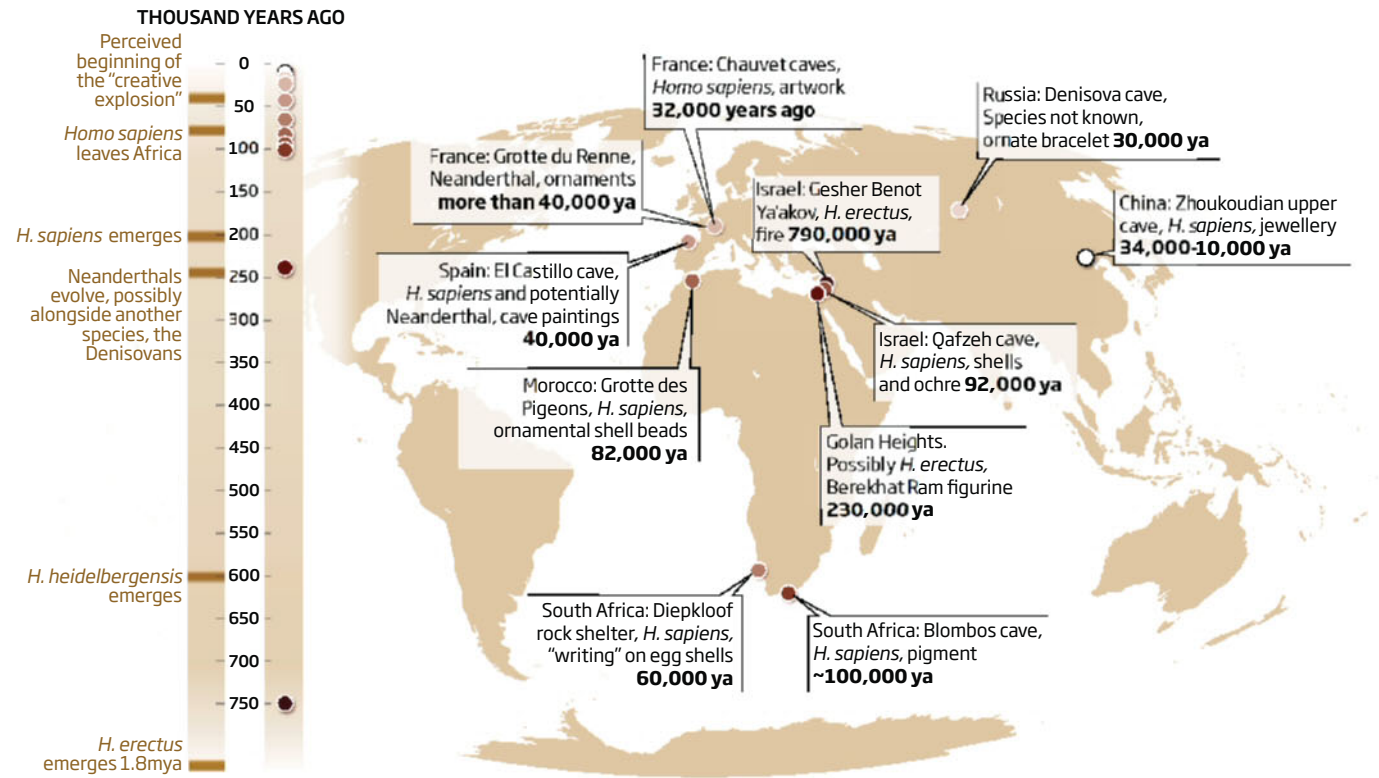 THOUSAND YEARS AGO
Perceived
beginning of
the “creative
explosion”
Homo sapiens
leaves Africa
H. sapiens emerges
Neanderthals
evolve, possibly
alongside another
species, the
Denisovans
H. heidelbergensis
emerges
H. erectus
emerges 1.8mya
0
50
100
150
200
250
300
350
400
450
500
550
600
650
700
750
France: Chauvet caves,
Homo sapiens, artwork
32,000 years ago
France: Grotte du Renne,
Neanderthal, ornaments
more than 40,000 ya
Spain: El Castillo cave,
H. sapiens and potentially
Neanderthal, cave paintings
40,000 ya
Morocco: Grotte des
Pigeons, H. sapiens,
ornamental shell beads
82,000 ya
Israel: Gesher Benot
Ya'akov, H. erectus,
fire 790,000 ya
Russia: Denisova cave,
Species not known,
ornate bracelet 30,000 ya
China: Zhoukoudian upper
cave, H. sapiens, jewellery
34,000-10,000 ya
Israel: Qafzeh cave,
H. sapiens, shells
and ochre 92,000 ya
Golan Heights.
Possibly H. erectus,
Berekhat Ram figurine
230,000 ya
South Africa: Diepkloof
rock shelter, H. sapiens,
“writing” on egg shells
60,000 ya
South Africa: Blombos cave,
H. sapiens, pigment
~100,000 ya